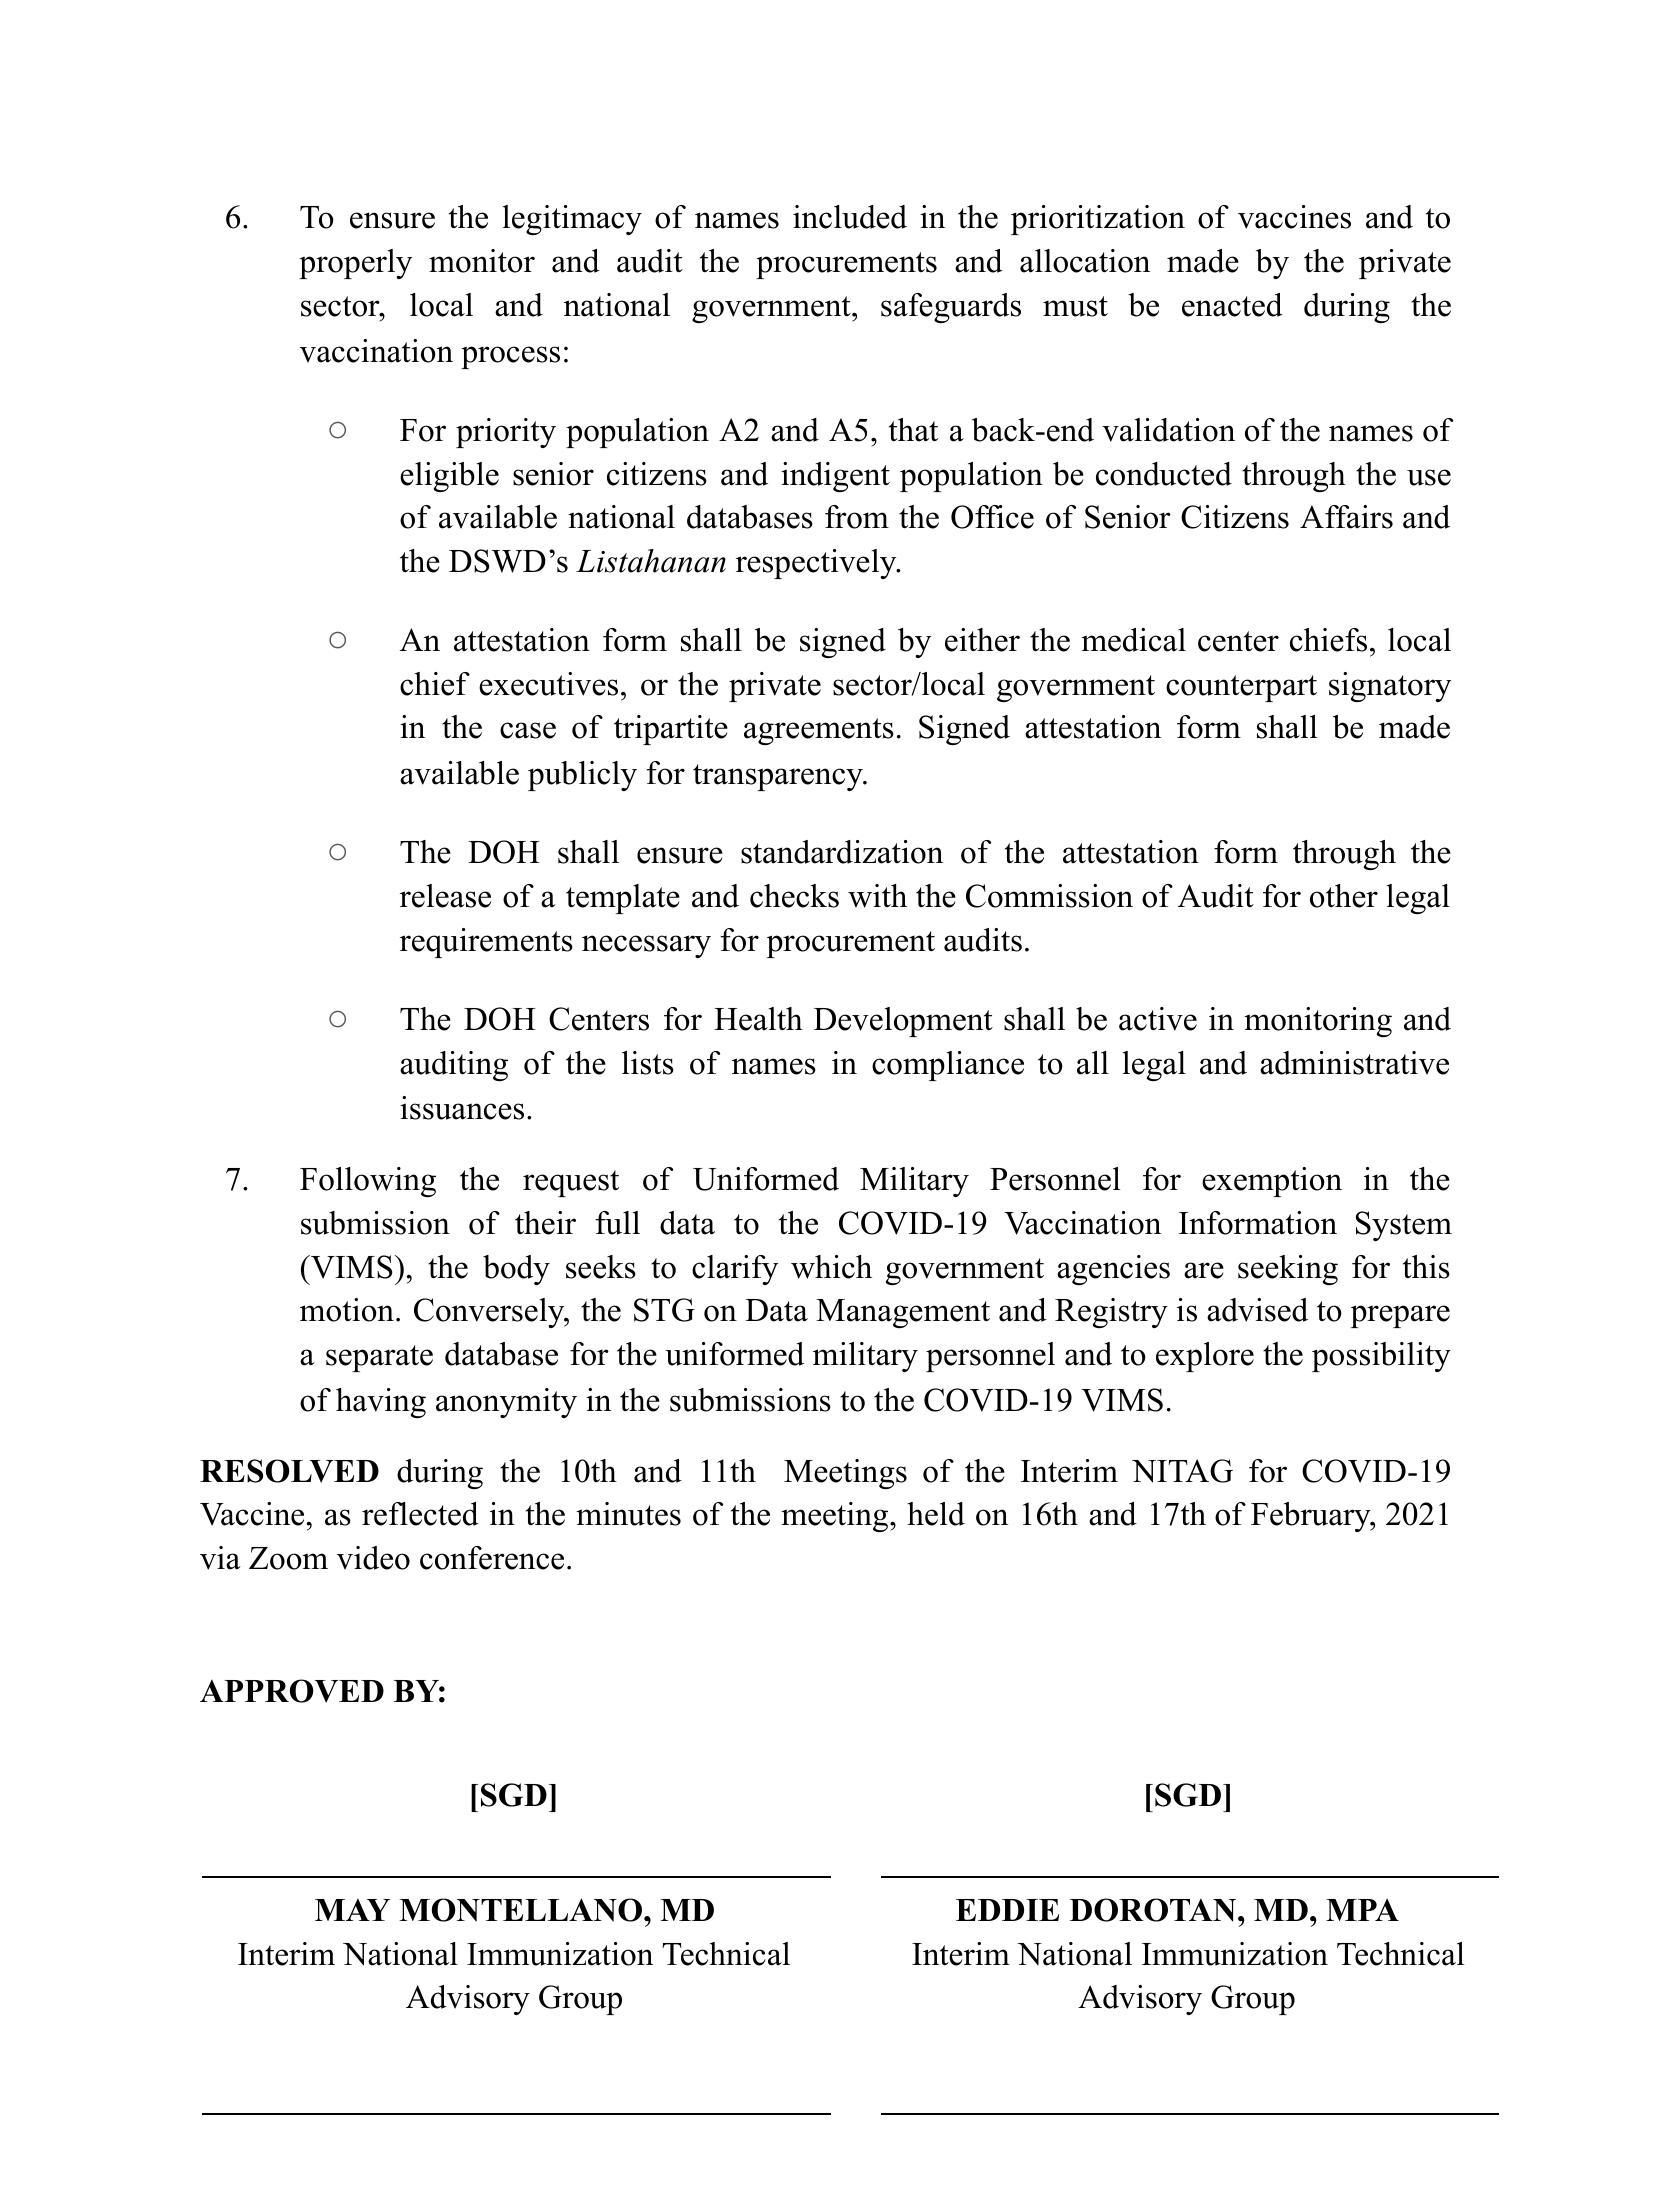 6. To ensure the legitimacy of names included in the prioritization of vaccines and to
properly monitor and audit the procurements and allocation made by the private
sector, local and national government, safeguards must be enacted during the
vaccination process:
○ For priority population A2 and A5, that a back-end validation of the names of
eligible senior citizens and indigent population be conducted through the use
of available national databases from the Office of Senior Citizens Affairs and
the DSWD’s Listahanan respectively.
○ An attestation form shall be signed by either the medical center chiefs, local
chief executives, or the private sector/local government counterpart signatory
in the case of tripartite agreements. Signed attestation form shall be made
available publicly for transparency.
○ The DOH shall ensure standardization of the attestation form through the
release of a template and checks with the Commission of Audit for other legal
requirements necessary for procurement audits.
○ The DOH Centers for Health Development shall be active in monitoring and
auditing of the lists of names in compliance to all legal and administrative
issuances.
7. Following the request of Uniformed Military Personnel for exemption in the
submission of their full data to the COVID-19 Vaccination Information System
(VIMS), the body seeks to clarify which government agencies are seeking for this
motion. Conversely, the STG on Data Management and Registry is advised to prepare
a separate database for the uniformed military personnel and to explore the possibility
of having anonymity in the submissions to the COVID-19 VIMS.
RESOLVED during the 10th and 11th Meetings of the Interim NITAG for COVID-19
Vaccine, as reflected in the minutes of the meeting, held on 16th and 17th of February, 2021
via Zoom video conference.
APPROVED BY:
[SGD] [SGD]
MAY MONTELLANO, MD EDDIE DOROTAN, MD, MPA
Interim National Immunization Technical Interim National Immunization Technical
Advisory Group Advisory Group